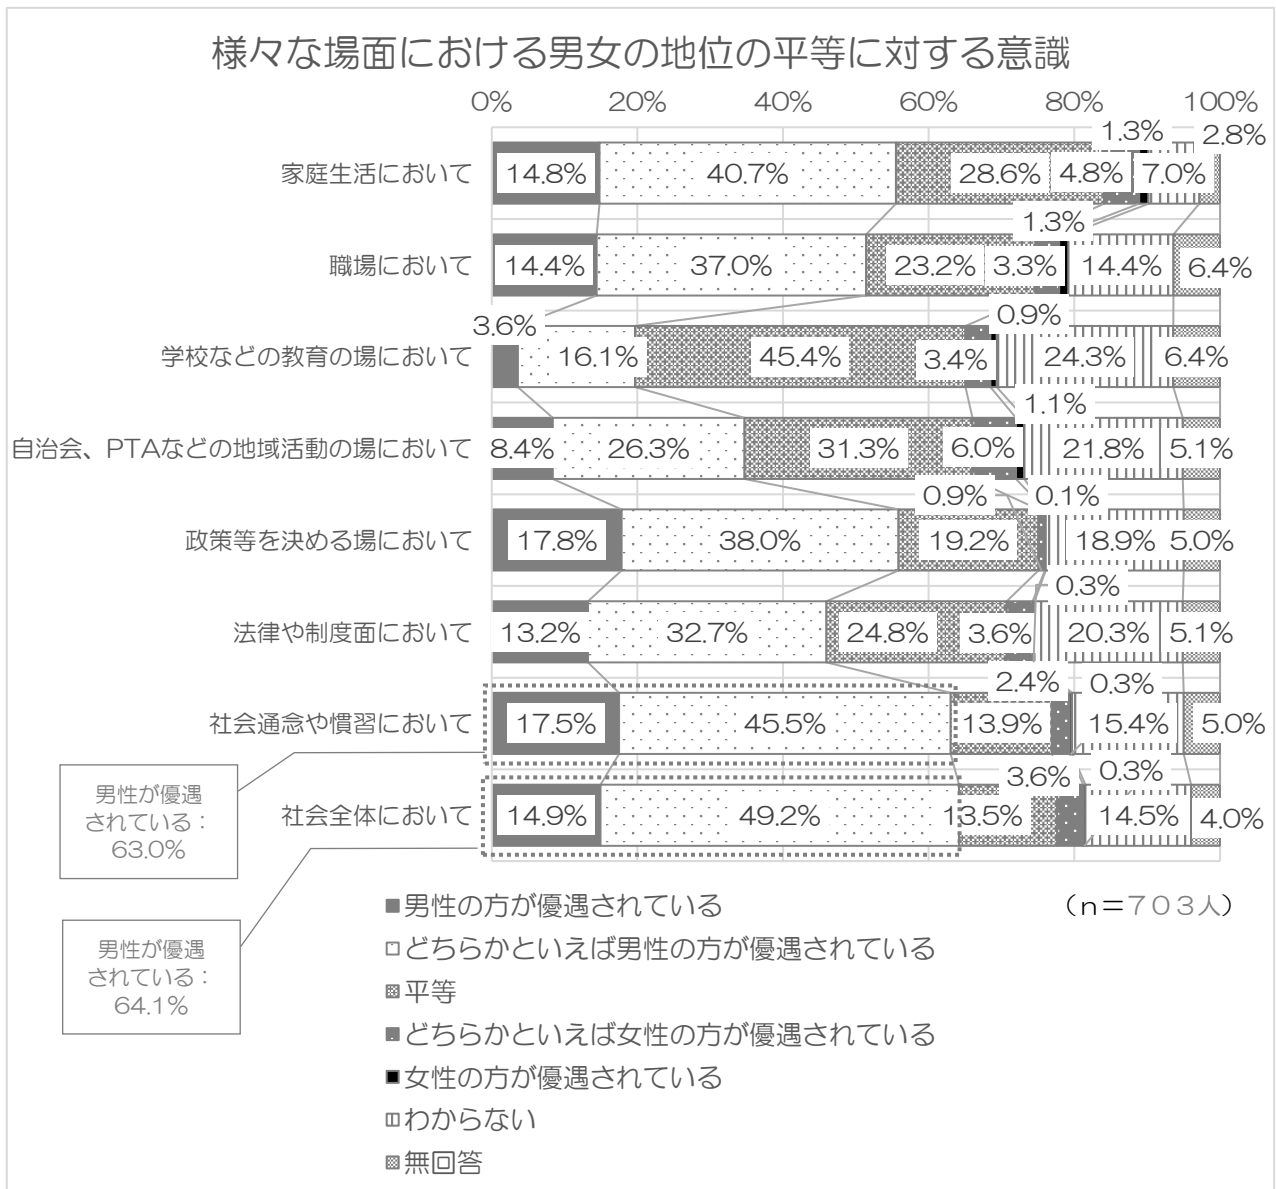 様々な場面における男女の地位の平等に対する意識
0% 20% 40% 60% 80% 100%
1.3% 2.8%
家庭生活において 14.8% 40.7% 28.6% 4.8% 7.0%
1.3%
職場において 14.4% 37.0% 23.2% 3.3% 14.4% 6.4%
3.6% 0.9%
学校などの教育の場において 16.1% 45.4% 3.4% 24.3% 6.4%
1.1%
自治会、PTAなどの地域活動の場において 8.4% 26.3% 31.3% 6.0% 21.8% 5.1%
0.9% 0.1%
政策等を決める場において 17.8% 38.0% 19.2% 18.9% 5.0%
0.3%
法律や制度面において 13.2% 32.7% 24.8% 3.6% 20.3% 5.1%
2.4% 0.3%
社会通念や慣習において 17.5% 45.5% 13.9% 15.4% 5.0%
3.6% 0.3%
社会全体において 14.9% 49.2% 13.5% 14.5% 4.0%
男性が優遇
されている：
63.0%
男性が優遇
されている：
64.1%
男性の方が優遇されている
（n＝７０３人）
どちらかといえば男性の方が優遇されている
平等
どちらかといえば女性の方が優遇されている
女性の方が優遇されている
わからない
無回答